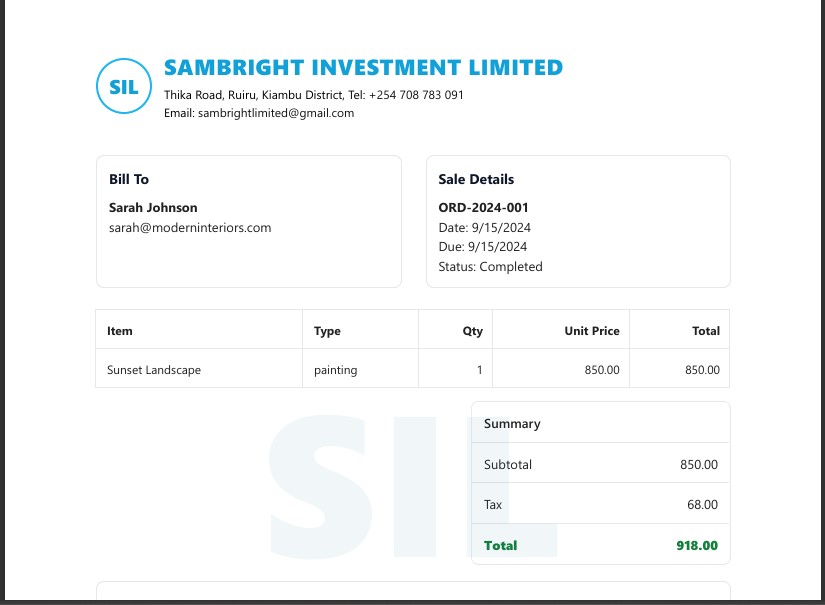 SIL
SAMBRIGHT INVESTMENT LIMITED
Thika Road, Ruiru, Kiambu District, Tel: +254 708 783 091
Email: sambrightlimited@gmail.com
Bill To
Sarah Johnson
sarah@moderninteriors.com
Sale Details
ORD-2024-001
Date: 9/15/2024
Due: 9/15/2024
Status: Completed
Item Type Qty Unit Price Total
Sunset Landscape painting 1 850.00 850.00
SIL
Summary
Subtotal 850.00
Tax 68.00
Total 918.00